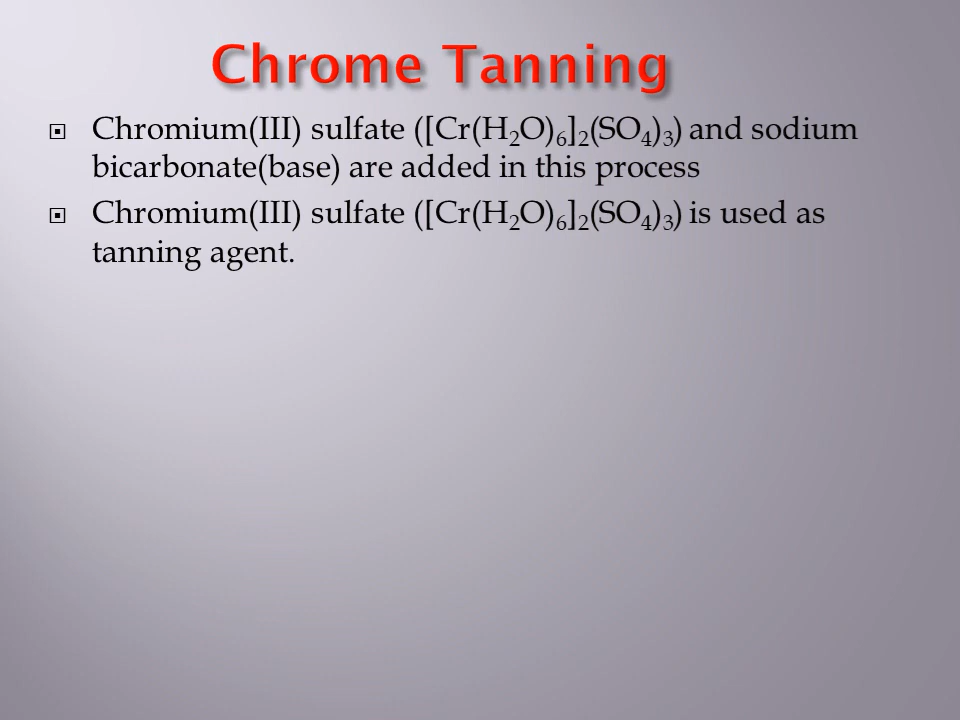 Chrome Tanning
Chromium(III) sulfate ([Cr(H₂O)₆]₂(SO₄)₃) and sodium
bicarbonate(base) are added in this process
Chromium(III) sulfate ([Cr(H₂O)₆]₂(SO₄)₃) is used as
tanning agent.